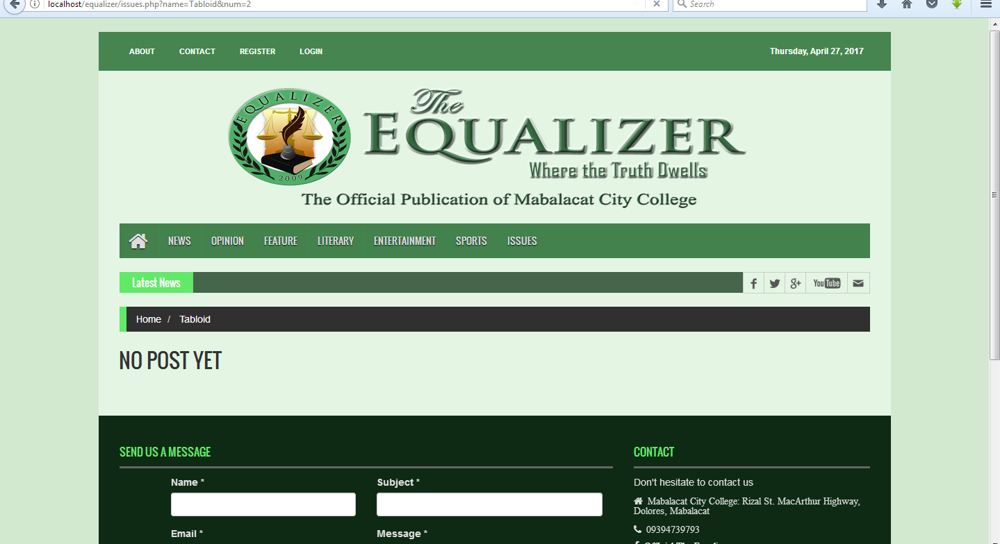 localhost/equalizer/issues.php?name=Tabloid&num=2
Search
ABOUT CONTACT REGISTER LOGIN Thursday, April 27, 2017
EQUALIZER
2009
The
EQUALIZER
Where the Truth Dwells
The Official Publication of Mabalacat City College
NEWS OPINION FEATURE LITERARY ENTERTAINMENT SPORTS ISSUES
Latest News
You Tube
Home / Tabloid
NO POST YET
SEND US A MESSAGE
Name * Subject *
Email * Message *
CONTACT
Don't hesitate to contact us
Mabalacat City College: Rizal St. MacArthur Highway,
Dolores, Mabalacat
09394739793